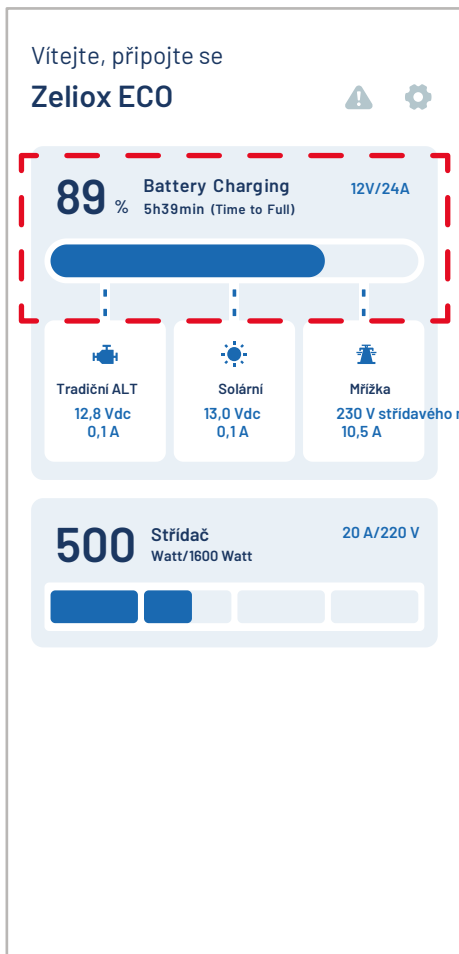 Vítejte, připojte se
Zeliox ECO
89 % Battery Charging 12V/24A
5h39min (Time to Full)
Tradiční ALT
12,8 Vdc
0,1 A
Solární
13,0 Vdc
0,1 A
Mřížka
230 V střídavého
10,5 A
500 Střídač 20 A/220 V
Watt/1600 Watt